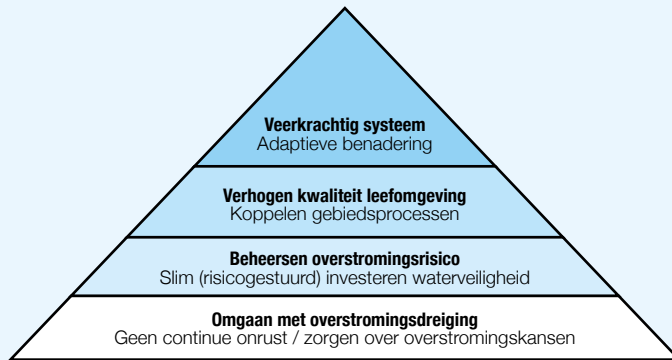 Veerkrachtig systeem
Adaptieve benadering
Verhogen kwaliteit leefomgeving
Koppelen gebiedsprocessen
Beheersen overstromingsrisico
Slim (risicogestuurd) investeren waterveiligheid
Omgaan met overstromingsdreiging
Geen continue onrust / zorgen over overstromingskansen